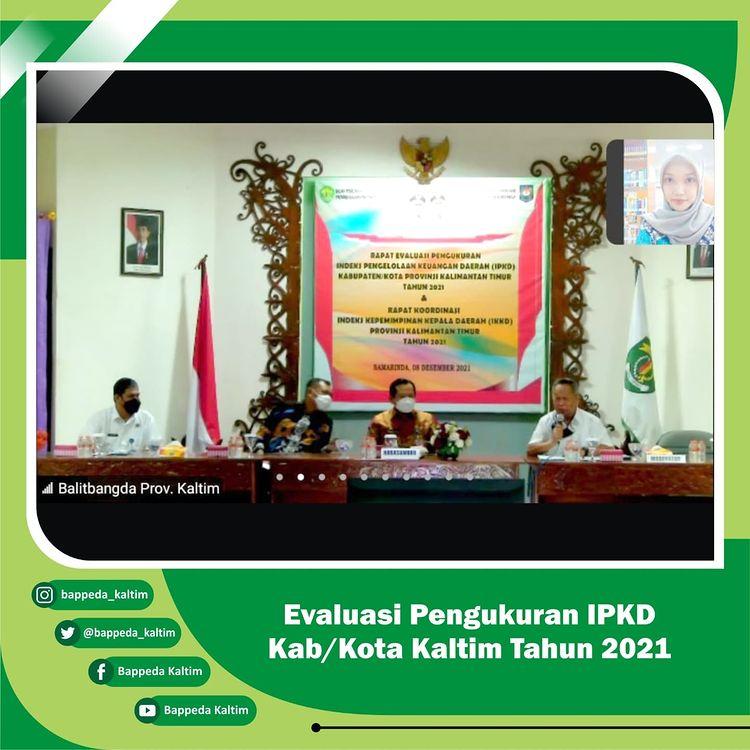 RAPAT EVALUASI PENGUKURAN
INDEKS PENGELOLAAN KEUANGAN DAERAH (IPKD)
KABUPATEN/KOTA PROVINSI KALIMANTAN TIMUR
TAHUN 2021
&
RAPAT KOORDINASI
INDEKS KEPEMIMPINAN KEPALA DAERAH (IKKD)
PROVINSI KALIMANTAN TIMUR
TAHUN 2021
SAMARINDA, 08 DESEMBER 2021
NARASUMBER
MODERATOR
Balitbangda Prov. Kaltim
bappeda_kaltim
@bappeda_kaltim
Bappeda Kaltim
Bappeda Kaltim
Evaluasi Pengukuran IPKD
Kab/Kota Kaltim Tahun 2021